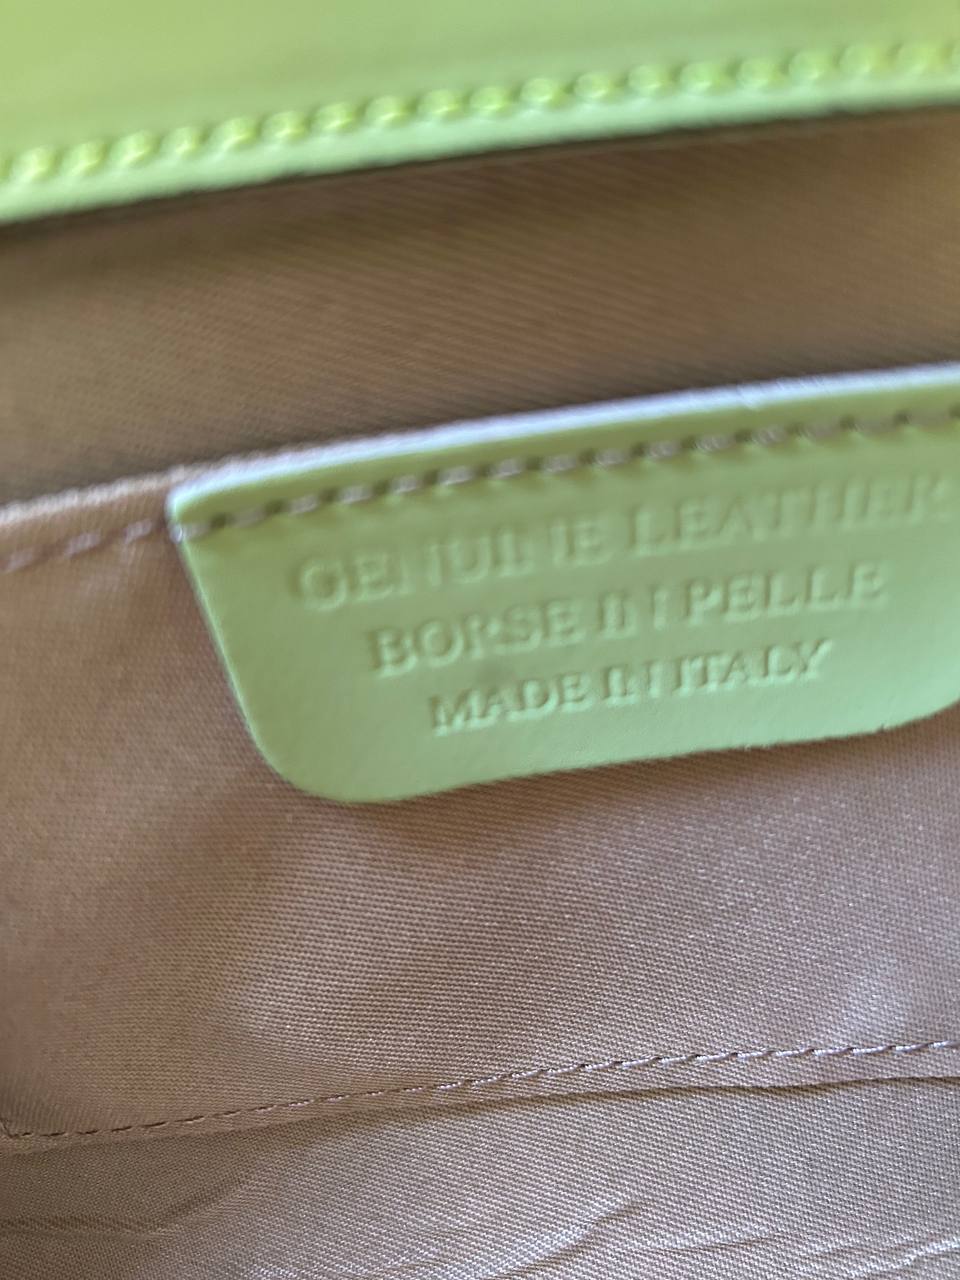 GENUINE LEATHER
BORSE IN PELLE
MADE IN ITALY